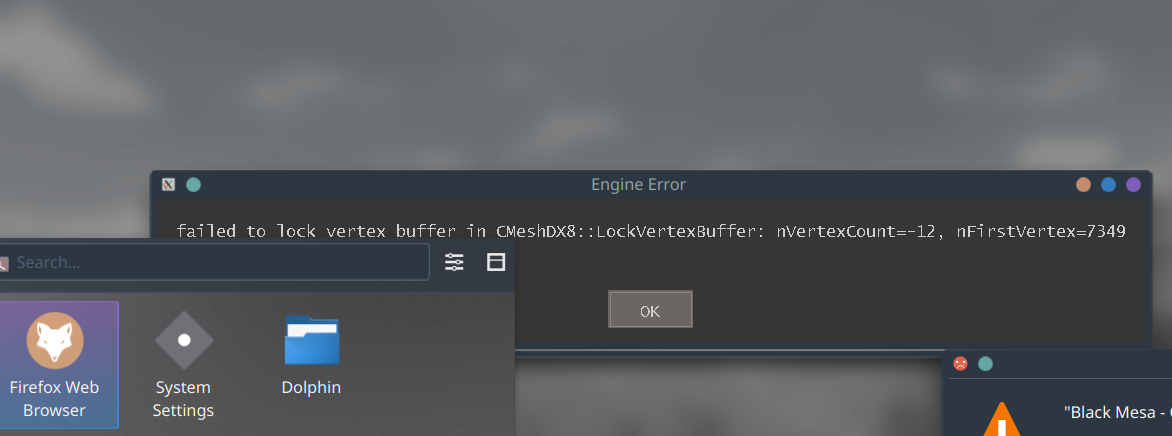 Engine Error
failed to lock vertex buffer in CMeshDX8::LockVertexBuffer: nVertexCount=-12, nFirstVertex=7349
Search...
OK
Firefox Web
Browser
System
Settings
Dolphin
"Black Mesa -